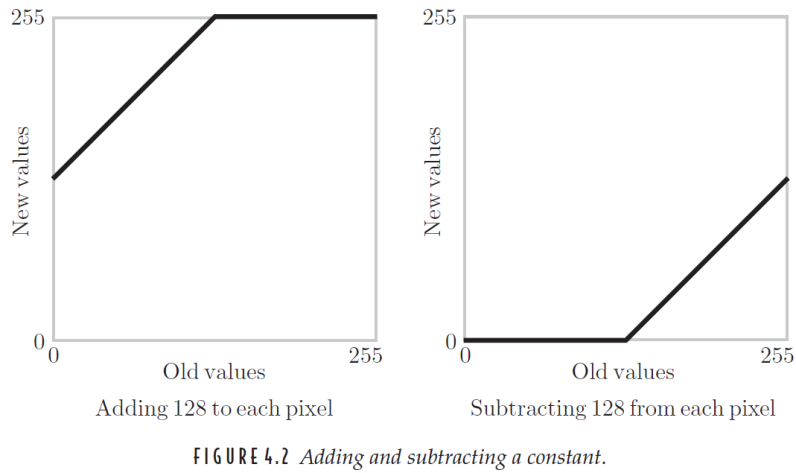 255
New values
0
0
255
Old values
Adding 128 to each pixel
255
New values
0
0
255
Old values
Subtracting 128 from each pixel
FIGURE 4.2 Adding and subtracting a constant.